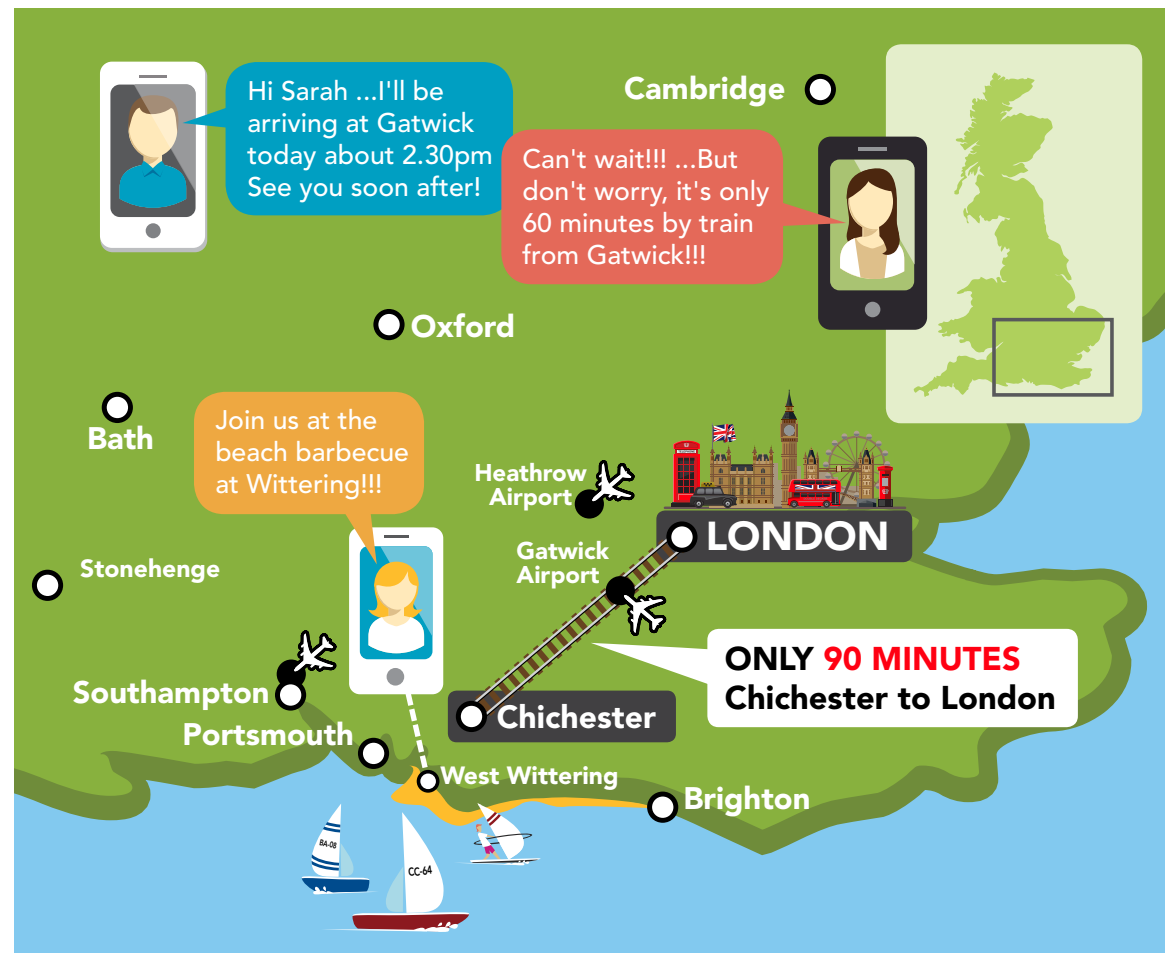 Hi Sarah ...I'll be
arriving at Gatwick
today about 2.30pm
See you soon after!
Cambridge
Can't wait!!! ...But
don't worry, it's only
60 minutes by train
from Gatwick!!!
Oxford
Bath
Join us at the
beach barbecue
at Wittering!!!
Heathrow
Airport
LONDON
Gatwick
Airport
Stonehenge
ONLY 90 MINUTES
Chichester to London
Southampton
Chichester
Portsmouth
West Wittering
Brighton
BA-08
CC-64